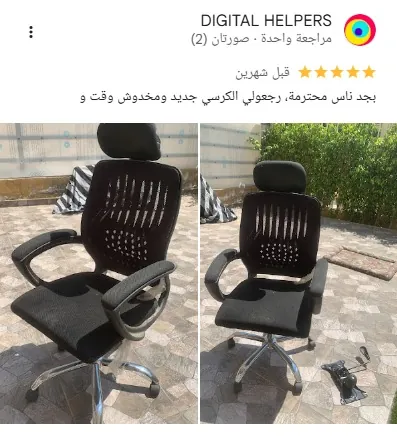 DIGITAL HELPERS
مراجعة واحدة · صورتان (2)
قبل شهرين
بجد ناس محترمة، رجعولي الكرسي جديد ومخدوش وقت و